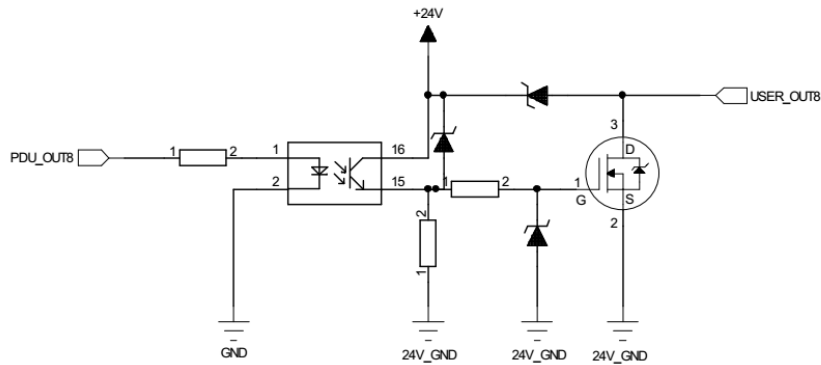 +24V
USER_OUT8
3
D
PDU_OUT8
1
2
1
16
2
15
1
2
1
G
S
2
2
1
GND
24V_GND
24V_GND
24V_GND